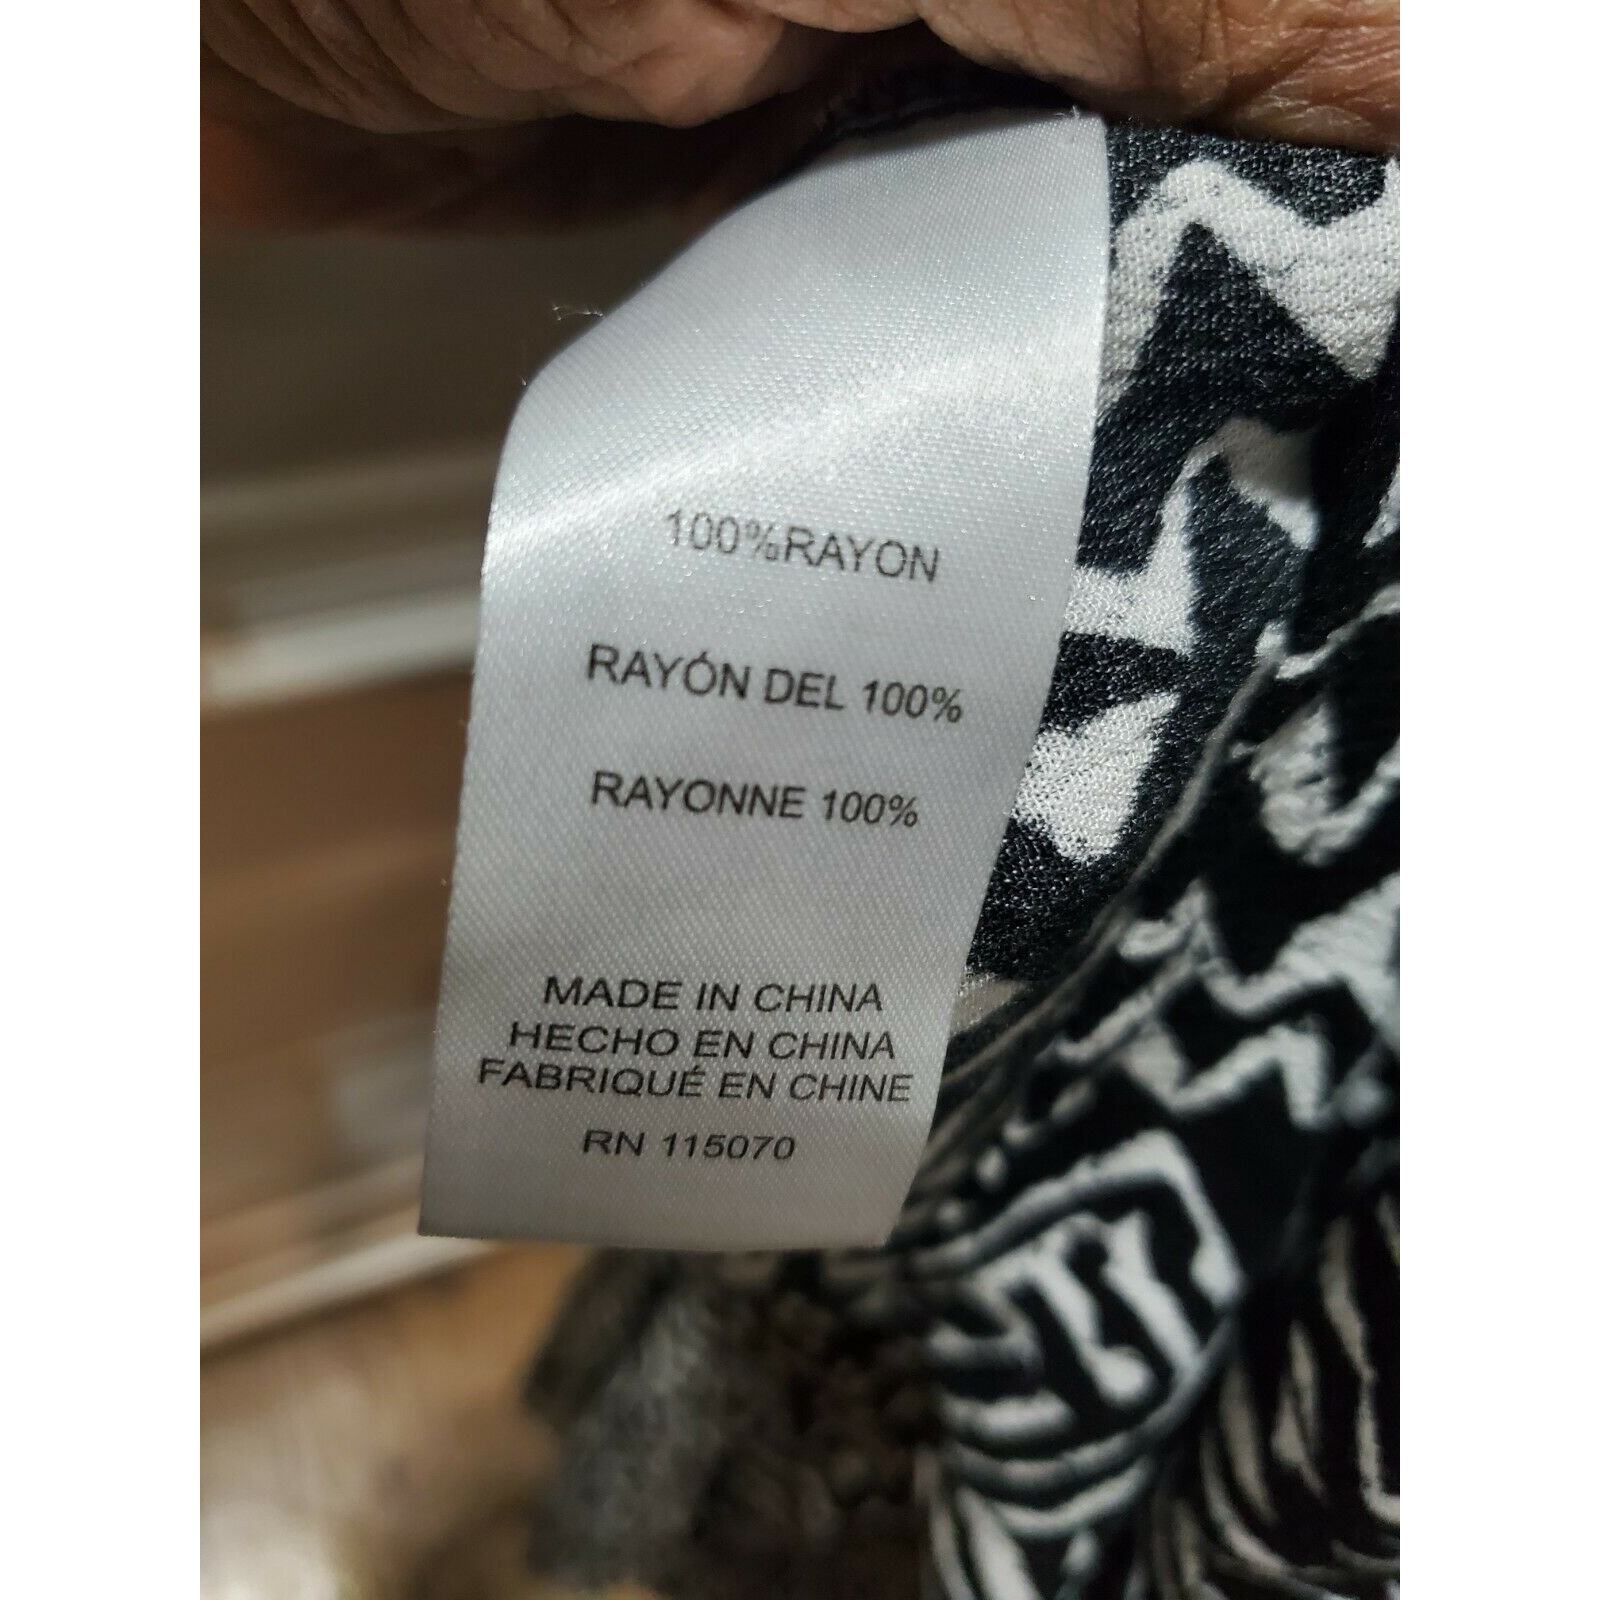 100%RAYON
RAYÓN DEL 100%
RAYONNE 100%
MADE IN CHINA
HECHO EN CHINA
FABRIQUÉ EN CHINE
RN 115070